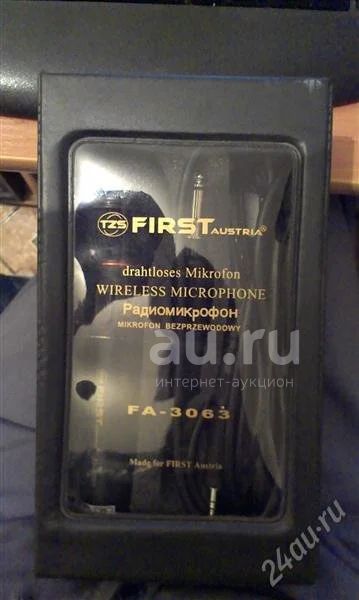 TZS FIRST AUSTRIA®
drahtloses Mikrofon
WIRELESS MICROPHONE
Радиомикрофон
MIKROFON BEZPRZEWODOWY
au.ru
интернет-аукцион
FA-3063
Made for FIRST Austria
24au.ru